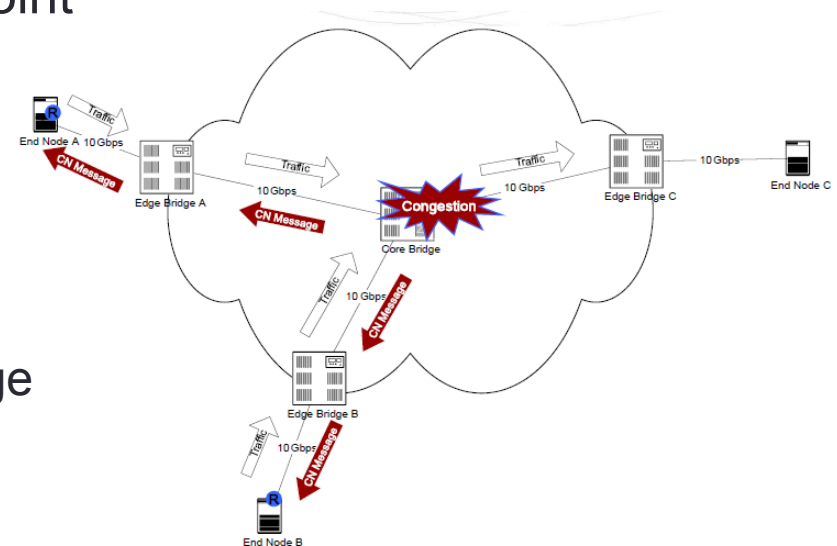 Traffic
End Node A
10 Gbps
CN Message
Edge Bridge A
Traffic
10 Gbps
CN Message
Congestion
Core Bridge
Traffic
10 Gbps
Edge Bridge C
10 Gbps
End Node C
Traffic
10 Gbps
CN Message
Edge Bridge B
Traffic
10 Gbps
CN Message
R
End Node B
R